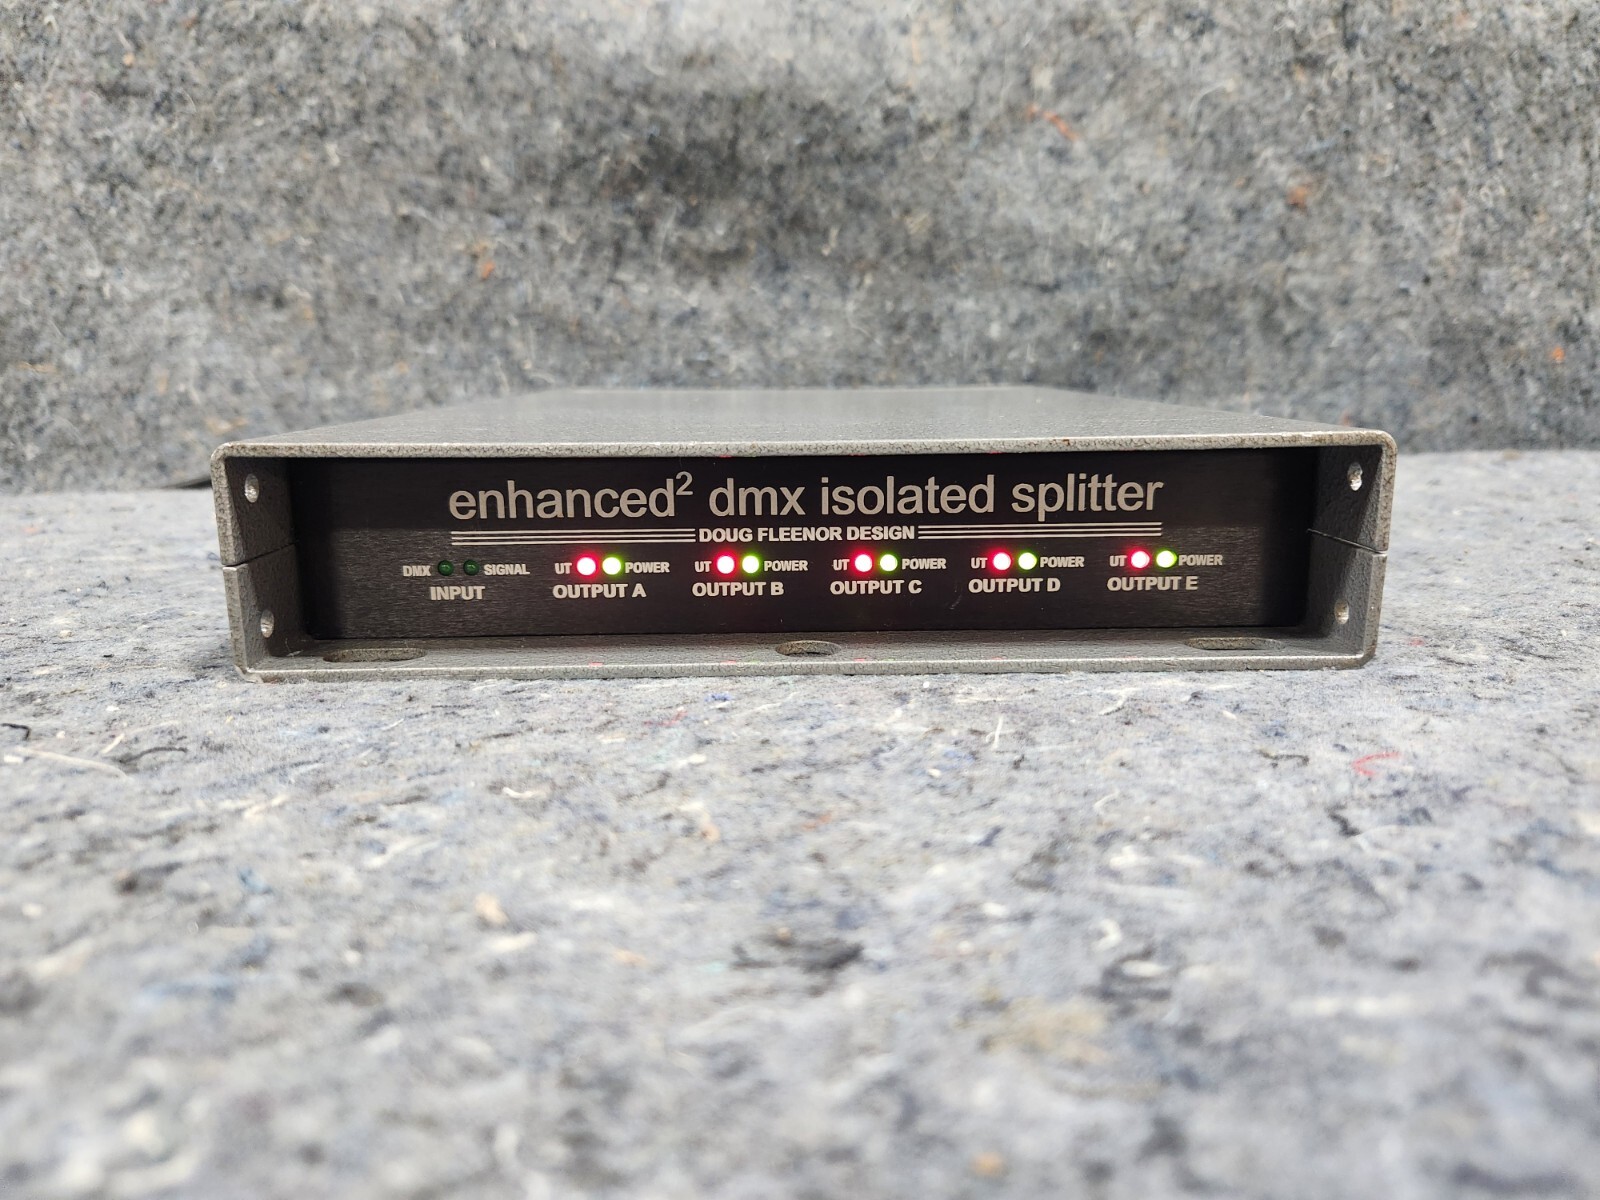 enhanced² dmx isolated splitter
DOUG FLEENOR DESIGN
DMX SIGNAL UT POWER UT POWER UT POWER UT POWER UT POWER
INPUT OUTPUT A OUTPUT B OUTPUT C OUTPUT D OUTPUT E